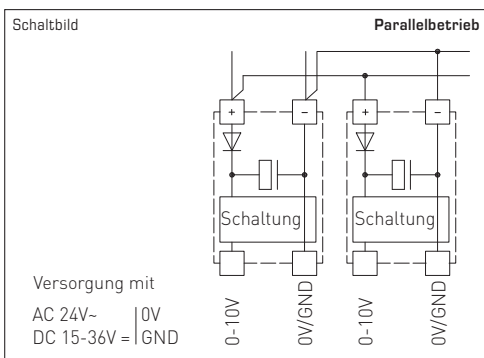 Schaltbild
Parallelbetrieb
+ − + −
Schaltung Schaltung
Versorgung mit
AC 24V~ | 0V
DC 15-36V = | GND
0-10V
0V/GND
0-10V
0V/GND